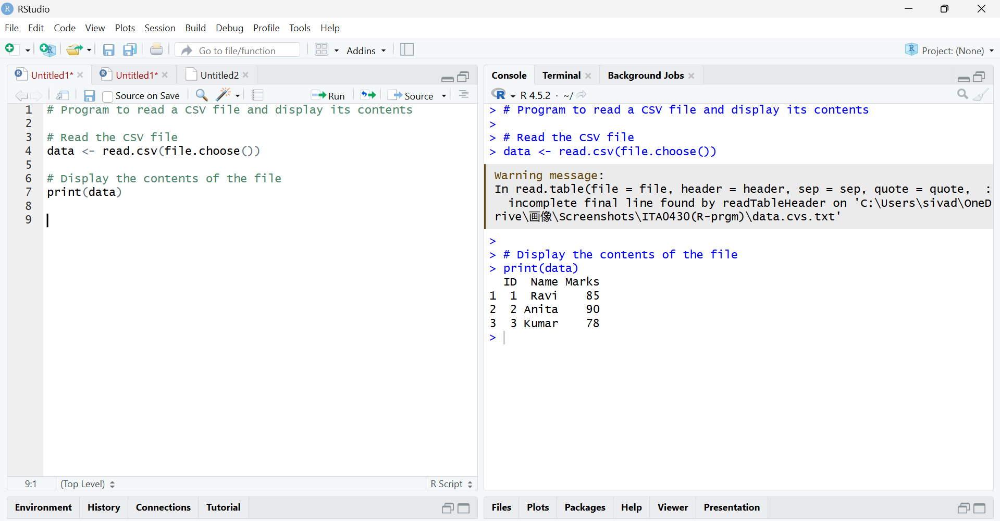 RStudio
File Edit Code View Plots Session Build Debug Profile Tools Help
Go to file/function Addins Project: (None)
Untitled1* Untitled1* Untitled2
Source on Save Run Source
1 # Program to read a CSV file and display its contents
2
3 # Read the CSV file
4 data <- read.csv(file.choose())
5
6 # Display the contents of the file
7 print(data)
8
9
9:1 (Top Level) R Script
Environment History Connections Tutorial
Console Terminal Background Jobs
R 4.5.2 · ~/
> # Program to read a CSV file and display its contents
>
> # Read the CSV file
> data <- read.csv(file.choose())
Warning message:
In read.table(file = file, header = header, sep = sep, quote = quote,  :
  incomplete final line found by readTableHeader on 'C:\Users\sivad\OneD
rive\画像\Screenshots\ITA0430(R-prgm)\data.cvs.txt'
>
> # Display the contents of the file
> print(data)
  ID  Name Marks
1  1  Ravi    85
2  2 Anita    90
3  3 Kumar    78
>
Files Plots Packages Help Viewer Presentation